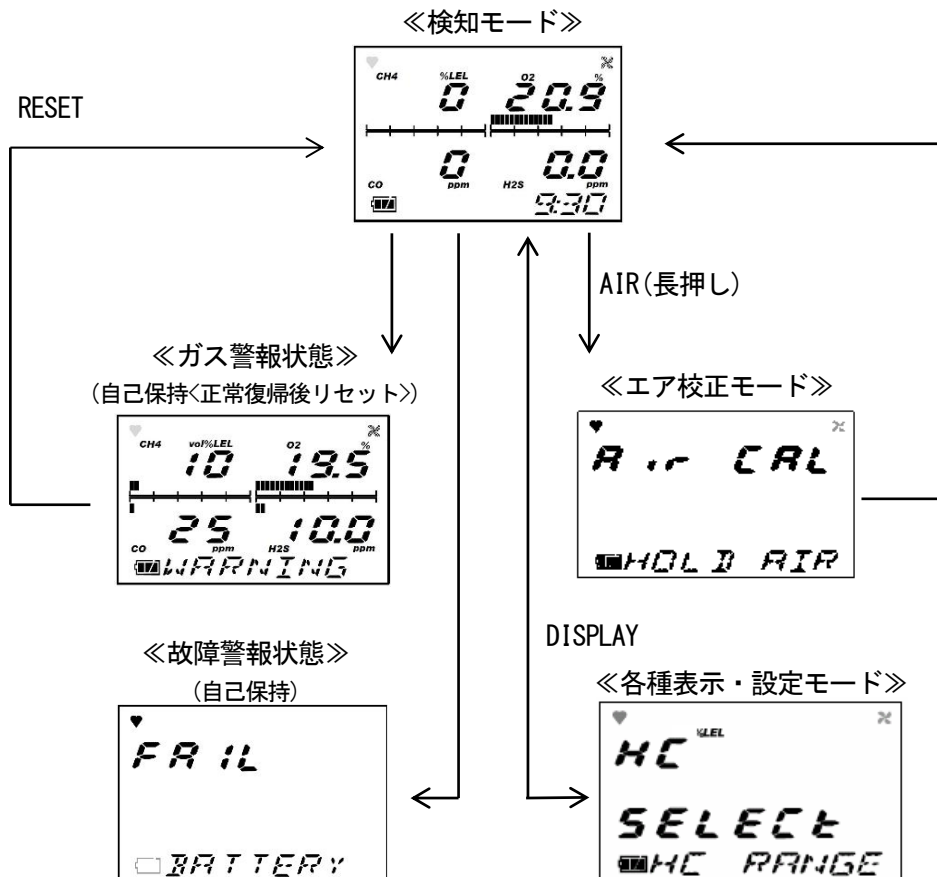 ≪検知モード≫
CH4 %LEL O2 %
0 20.9
0 0.0
CO ppm H2S ppm
9:30
RESET
AIR(長押し)
≪ガス警報状態≫
(自己保持<正常復帰後リセット>)
CH4 vol%LEL O2 %
10 19.5
25 10.0
CO ppm H2S ppm
WARNING
≪エア校正モード≫
Air CAL
HOLD AIR
DISPLAY
≪故障警報状態≫
(自己保持)
FAIL
BATTERY
≪各種表示・設定モード≫
HC %LEL
SELECt
HC RANGE